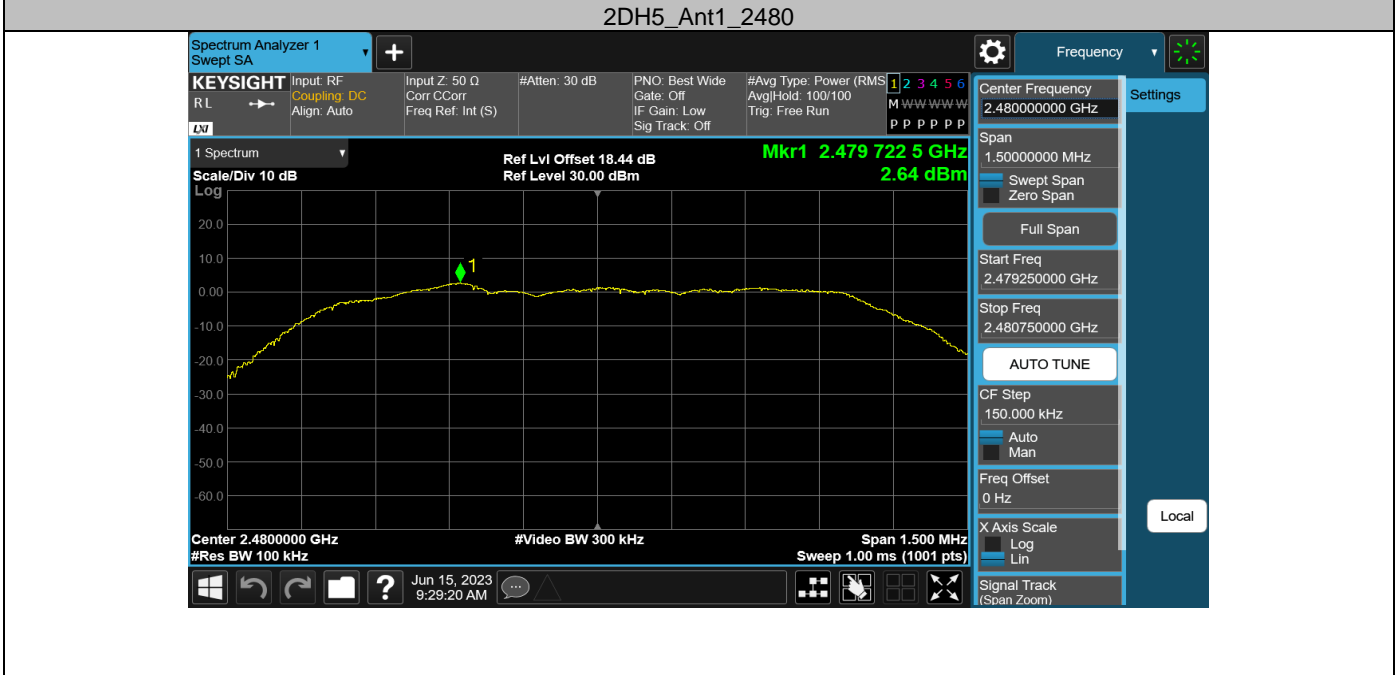 2DH5_Ant1_2480
Spectrum Analyzer 1
Swept SA
+
Frequency
KEYSIGHT
R L
LXI
Input: RF
Coupling: DC
Align: Auto
Input Z: 50 Ω
Corr CCorr
Freq Ref: Int (S)
#Atten: 30 dB
PNO: Best Wide
Gate: Off
IF Gain: Low
Sig Track: Off
#Avg Type: Power (RMS
Avg|Hold: 100/100
Trig: Free Run
1 2 3 4 5 6
M W W W W W
P P P P P P
1 Spectrum
Scale/Div 10 dB
Ref Lvl Offset 18.44 dB
Ref Level 30.00 dBm
Mkr1 2.479 722 5 GHz
2.64 dBm
Log
20.0
10.0
0.00
-10.0
-20.0
-30.0
-40.0
-50.0
-60.0
1
Center 2.4800000 GHz
#Res BW 100 kHz
#Video BW 300 kHz
Span 1.500 MHz
Sweep 1.00 ms (1001 pts)
?
Jun 15, 2023
9:29:20 AM
Center Frequency
2.480000000 GHz
Span
1.50000000 MHz
Swept Span
Zero Span
Full Span
Start Freq
2.479250000 GHz
Stop Freq
2.480750000 GHz
AUTO TUNE
CF Step
150.000 kHz
Auto
Man
Freq Offset
0 Hz
X Axis Scale
Log
Lin
Signal Track
(Span Zoom)
Settings
Local